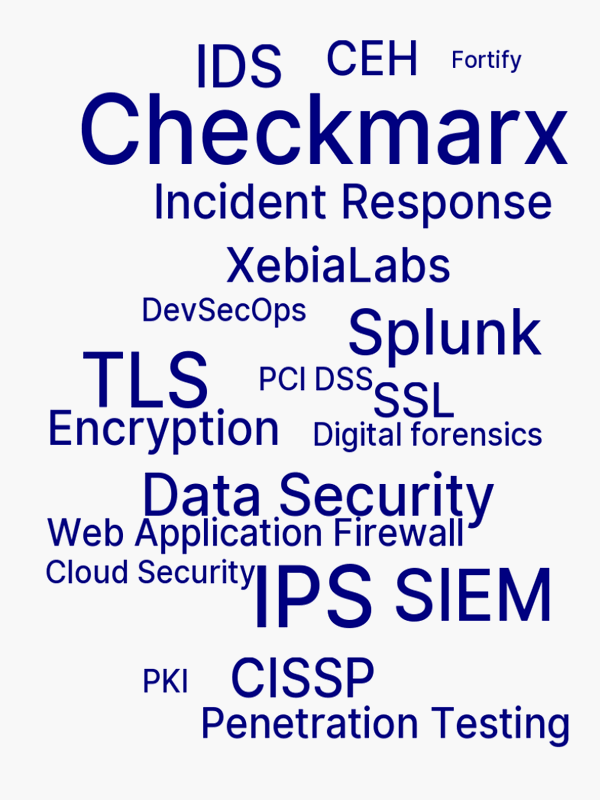 IDS CEH Fortify
Checkmarx
Incident Response
XebiaLabs
DevSecOps
Splunk
TLS PCI DSS
SSL
Encryption Digital forensics
Data Security
Web Application Firewall
Cloud Security
IPS SIEM
PKI CISSP
Penetration Testing